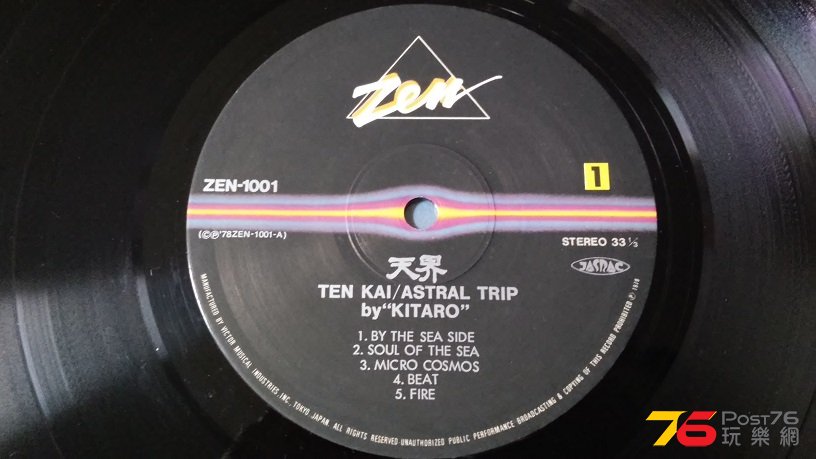 Zen
ZEN-1001
1
(©℗'78ZEN-1001-A)
STEREO 33 1/3
JASRAC
天界
TEN KAI/ASTRAL TRIP
by "KITARO"
1. BY THE SEA SIDE
2. SOUL OF THE SEA
3. MICRO COSMOS
4. BEAT
5. FIRE
MANUFACTURED BY VICTOR MUSICAL INDUSTRIES, INC. TOKYO JAPAN. ALL RIGHTS RESERVED-UNAUTHORIZED PUBLIC PERFORMANCE BROADCASTING & COPYING OF THIS RECORD PROHIBITED ℗ 1978
76 Post76
玩樂網